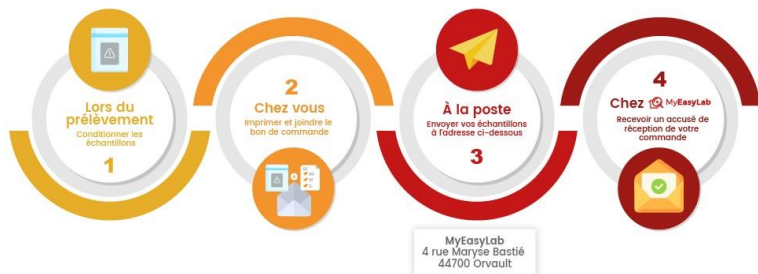 Lors du
prélèvement
Conditionner les
échantillons
1
2
Chez vous
Imprimer et joindre le
bon de commande
À la poste
Envoyer vos échantillons
à l'adresse ci-dessous
3
MyEasyLab
4 rue Maryse Bastié
44700 Orvault
4
Chez MyEasyLab
Recevoir un accusé de
réception de votre
commande